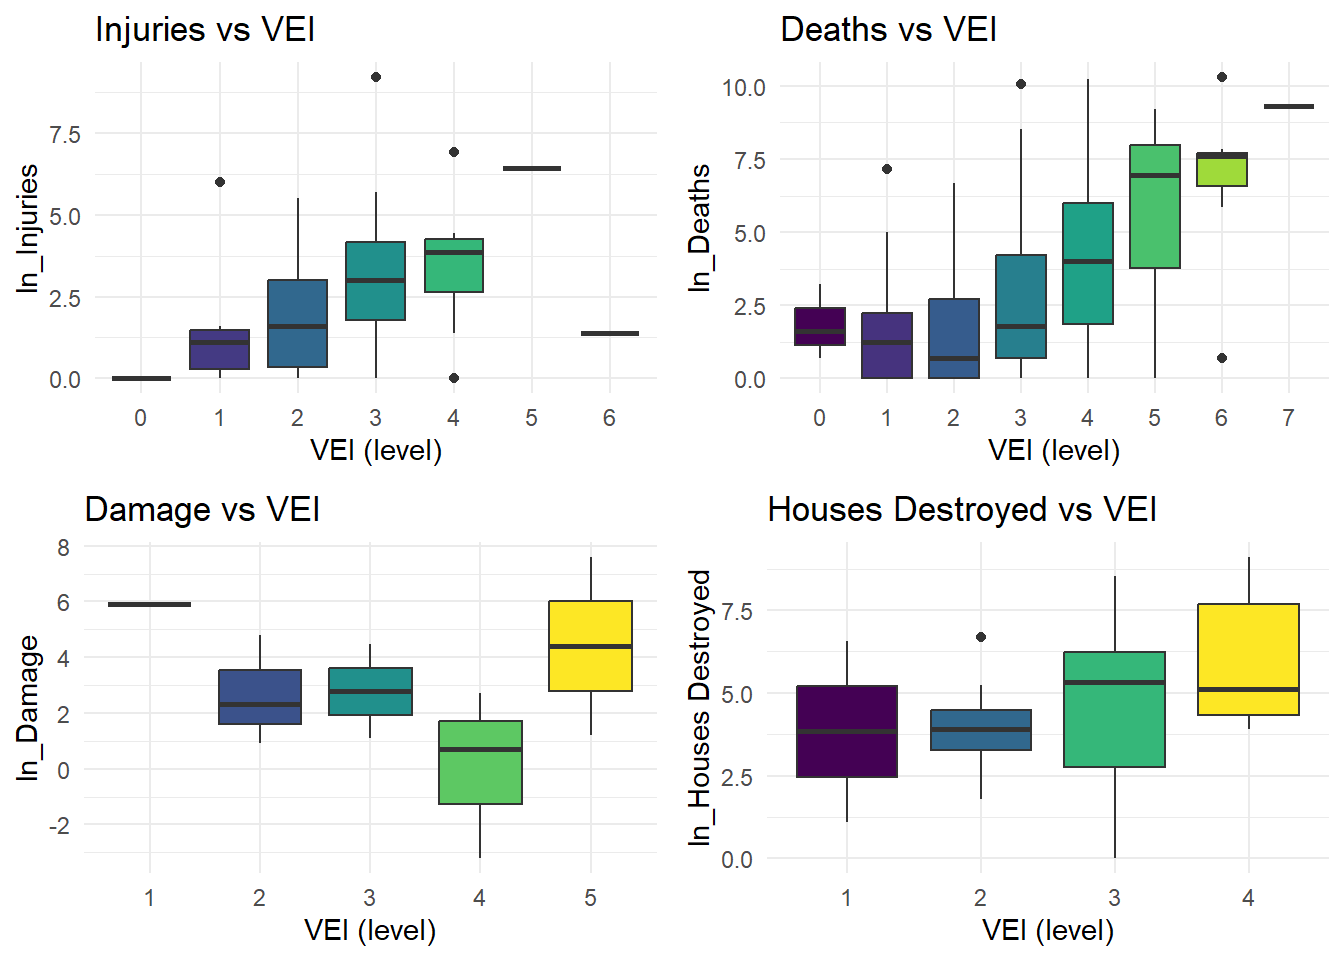 Injuries vs VEI
ln_Injuries
7.5
5.0
2.5
0.0
0 1 2 3 4 5 6
VEI (level)
Deaths vs VEI
ln_Deaths
10.0
7.5
5.0
2.5
0.0
0 1 2 3 4 5 6 7
VEI (level)
Damage vs VEI
ln_Damage
8
6
4
2
0
-2
1 2 3 4 5
VEI (level)
Houses Destroyed vs VEI
ln_Houses Destroyed
7.5
5.0
2.5
0.0
1 2 3 4
VEI (level)